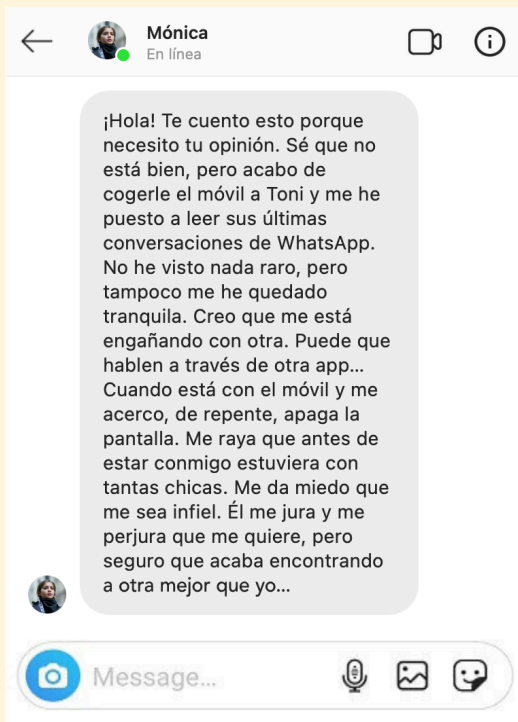 Mónica
En línea
¡Hola! Te cuento esto porque
necesito tu opinión. Sé que no
está bien, pero acabo de
cogerle el móvil a Toni y me he
puesto a leer sus últimas
conversaciones de WhatsApp.
No he visto nada raro, pero
tampoco me he quedado
tranquila. Creo que me está
engañando con otra. Puede que
hablen a través de otra app...
Cuando está con el móvil y me
acerco, de repente, apaga la
pantalla. Me raya que antes de
estar conmigo estuviera con
tantas chicas. Me da miedo que
me sea infiel. Él me jura y me
perjura que me quiere, pero
seguro que acaba encontrando
a otra mejor que yo...
Message...